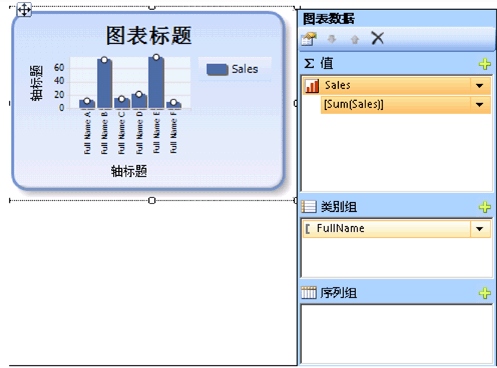 图表标题
轴标题
60
40
20
0
Full Name A
Full Name B
Full Name C
Full Name D
Full Name E
Full Name F
轴标题
Sales
图表数据
Σ 值
Sales
[Sum(Sales)]
类别组
FullName
序列组